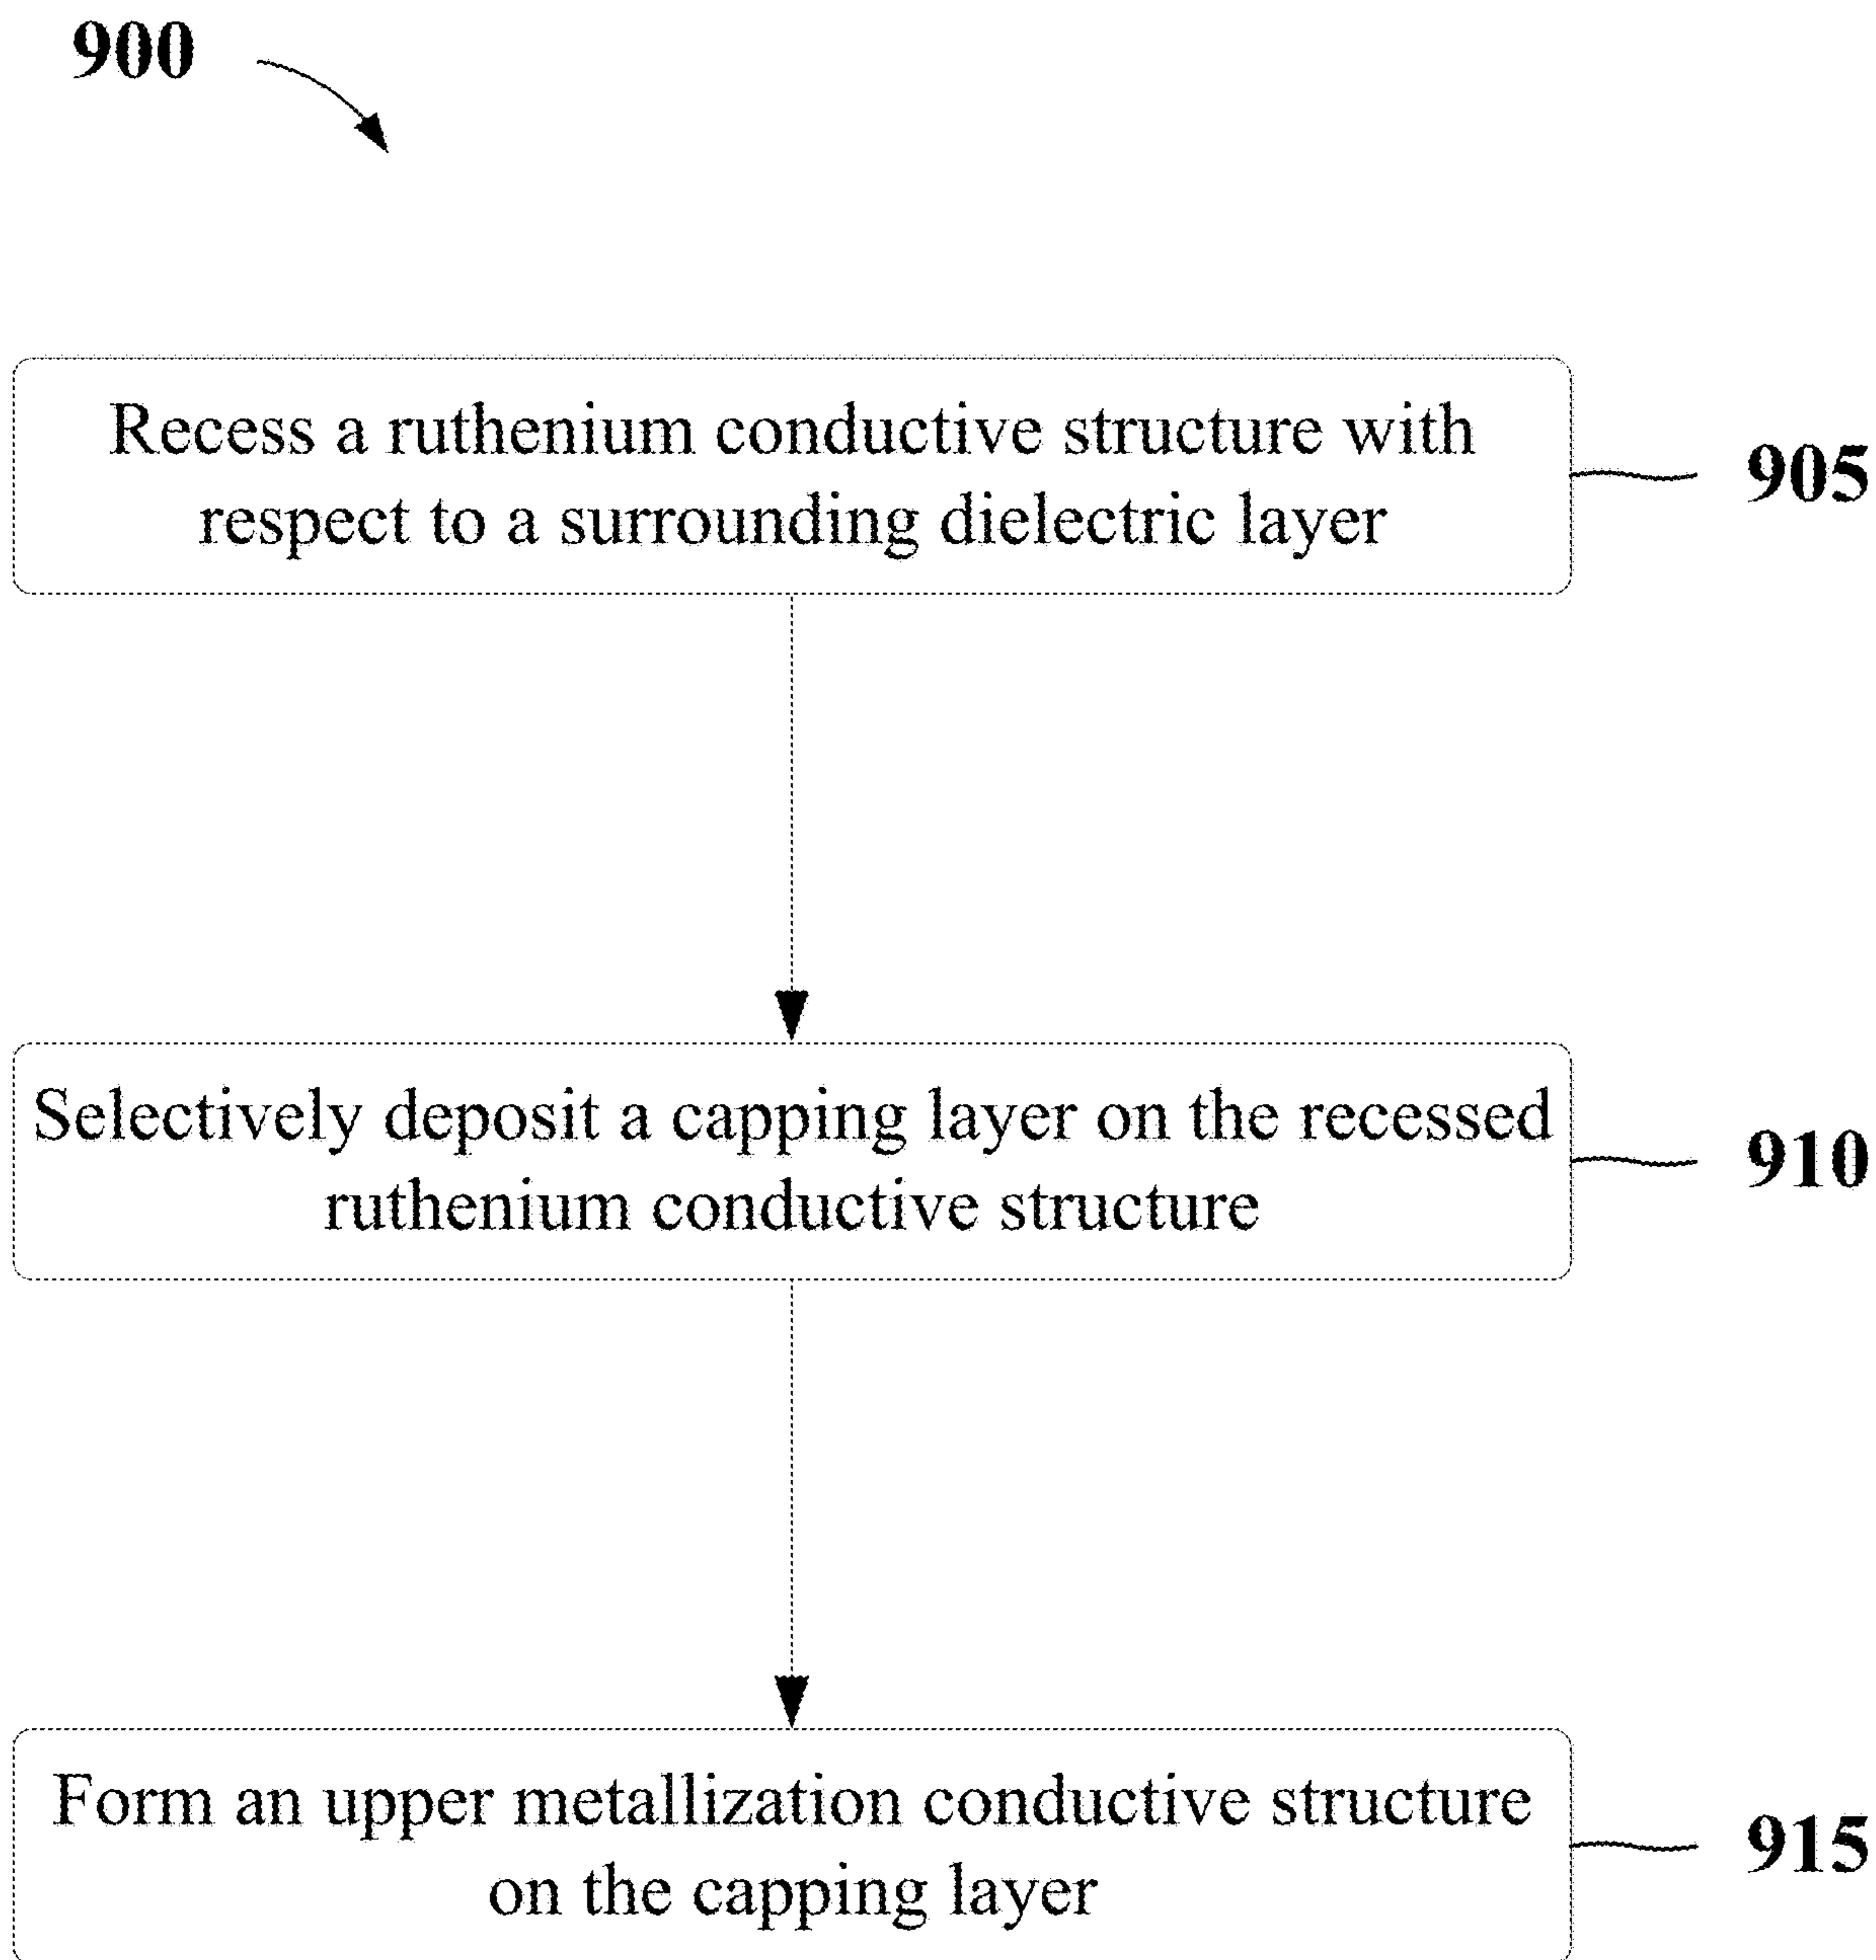 900
Recess a ruthenium conductive structure with
respect to a surrounding dielectric layer
905
Selectively deposit a capping layer on the recessed
ruthenium conductive structure
910
Form an upper metallization conductive structure
on the capping layer
915